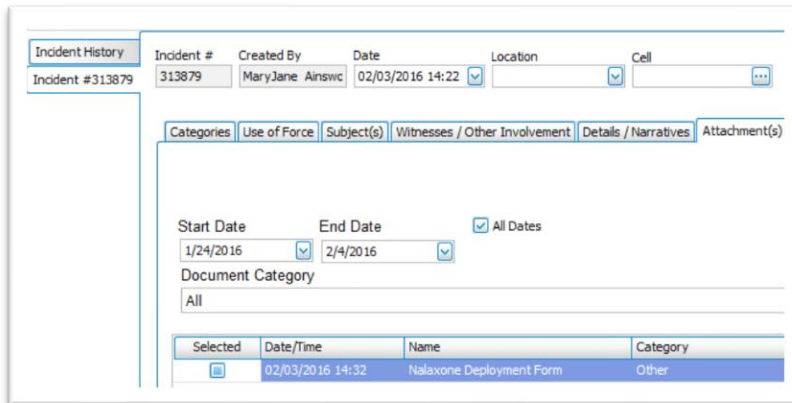 Incident History
Incident #313879
Incident # Created By Date Location Cell
313879 MaryJane Ainswc 02/03/2016 14:22
Categories Use of Force Subject(s) Witnesses / Other Involvement Details / Narratives Attachment(s)
Start Date End Date All Dates
1/24/2016 2/4/2016
Document Category
All
Selected Date/Time Name Category
02/03/2016 14:32 Nalaxone Deployment Form Other